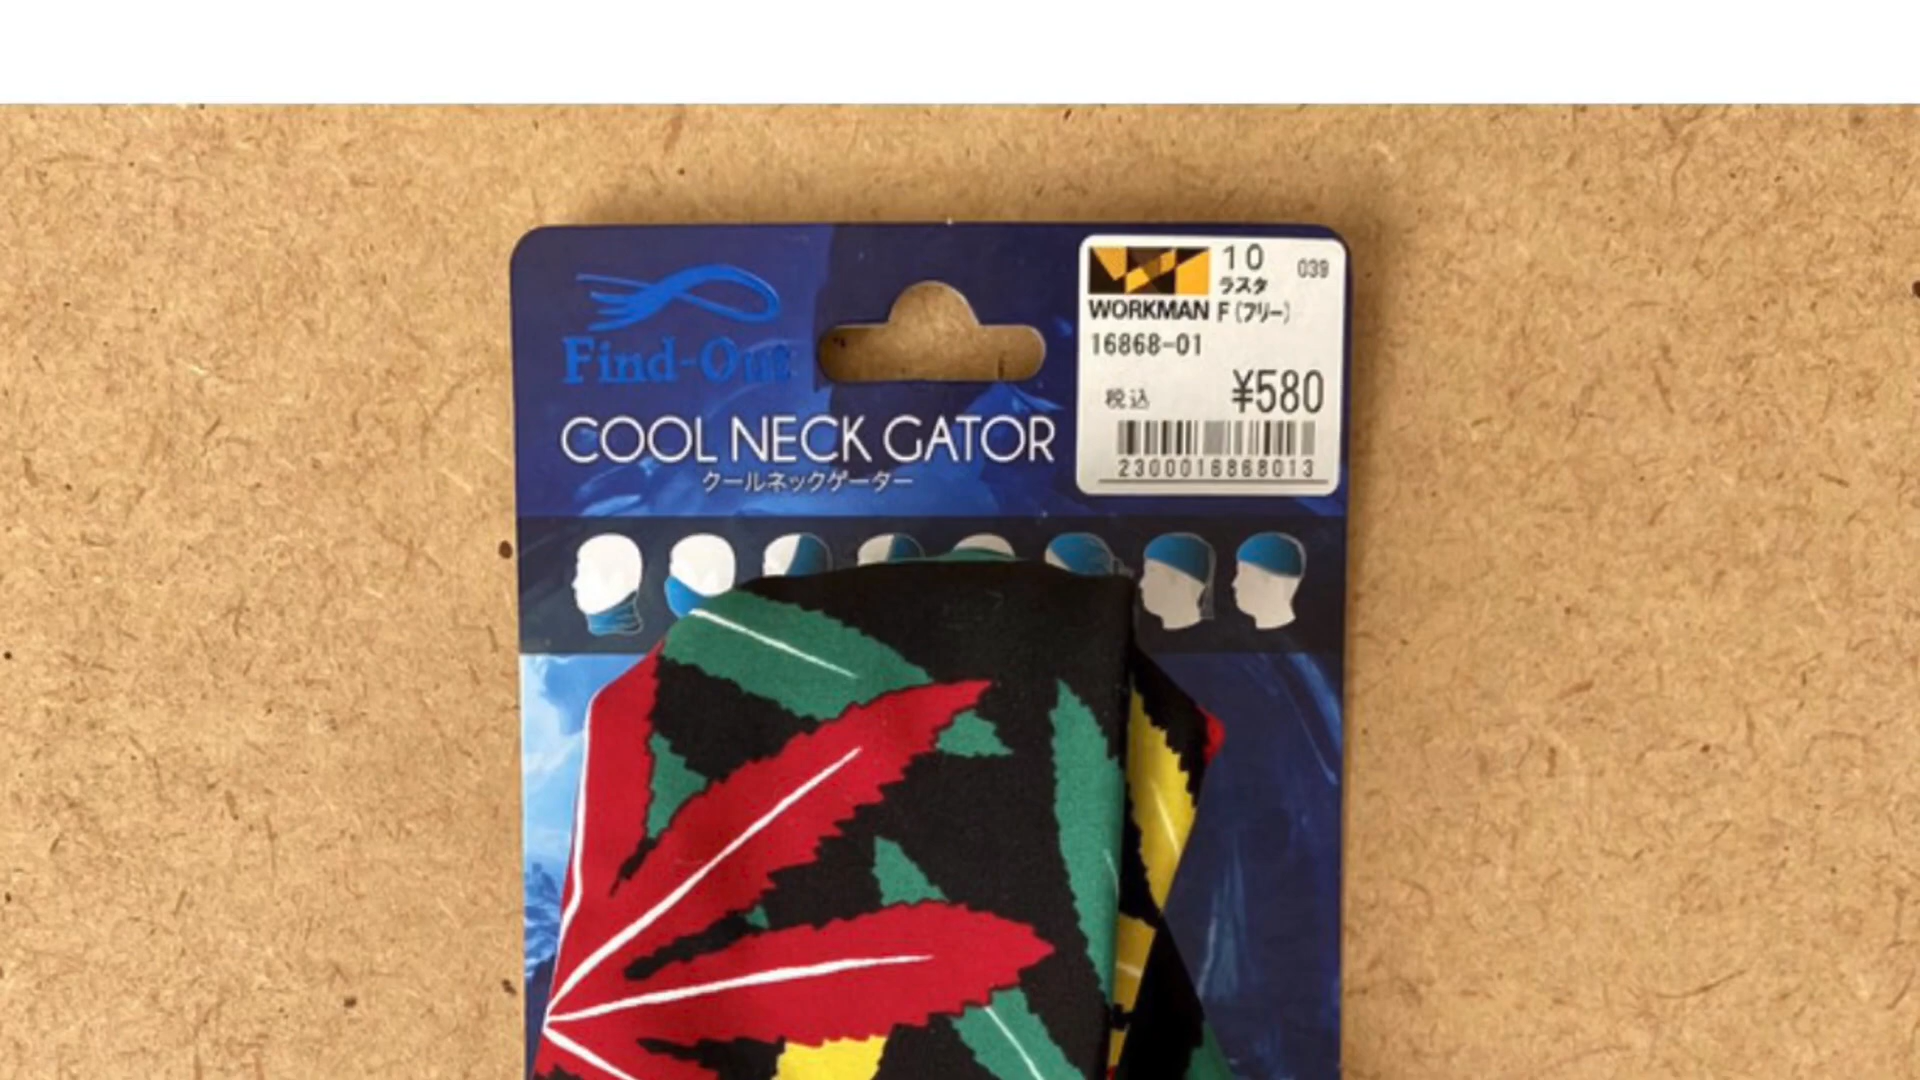 Find-Out
COOL NECK GATOR
クールネックゲーター
10
039
ラスタ
WORKMAN F(フリー)
16868-01
税込 ¥580
2300016868013